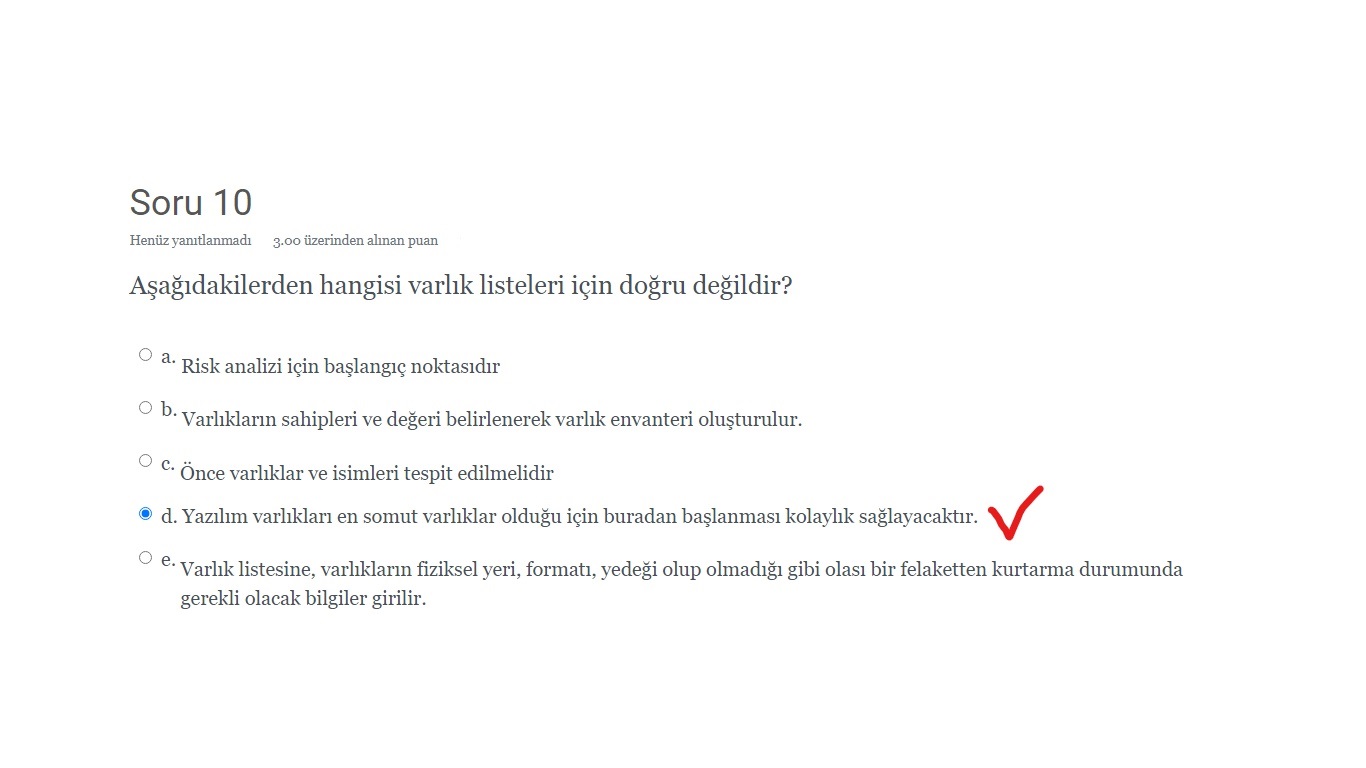 Soru 10
Henüz yanıtlanmadı 3.00 üzerinden alınan puan
Aşağıdakilerden hangisi varlık listeleri için doğru değildir?
a. Risk analizi için başlangıç noktasıdır
b. Varlıkların sahipleri ve değeri belirlenerek varlık envanteri oluşturulur.
c. Önce varlıklar ve isimleri tespit edilmelidir
d. Yazılım varlıkları en somut varlıklar olduğu için buradan başlanması kolaylık sağlayacaktır.
e. Varlık listesine, varlıkların fiziksel yeri, formatı, yedeği olup olmadığı gibi olası bir felaketten kurtarma durumunda
gerekli olacak bilgiler girilir.